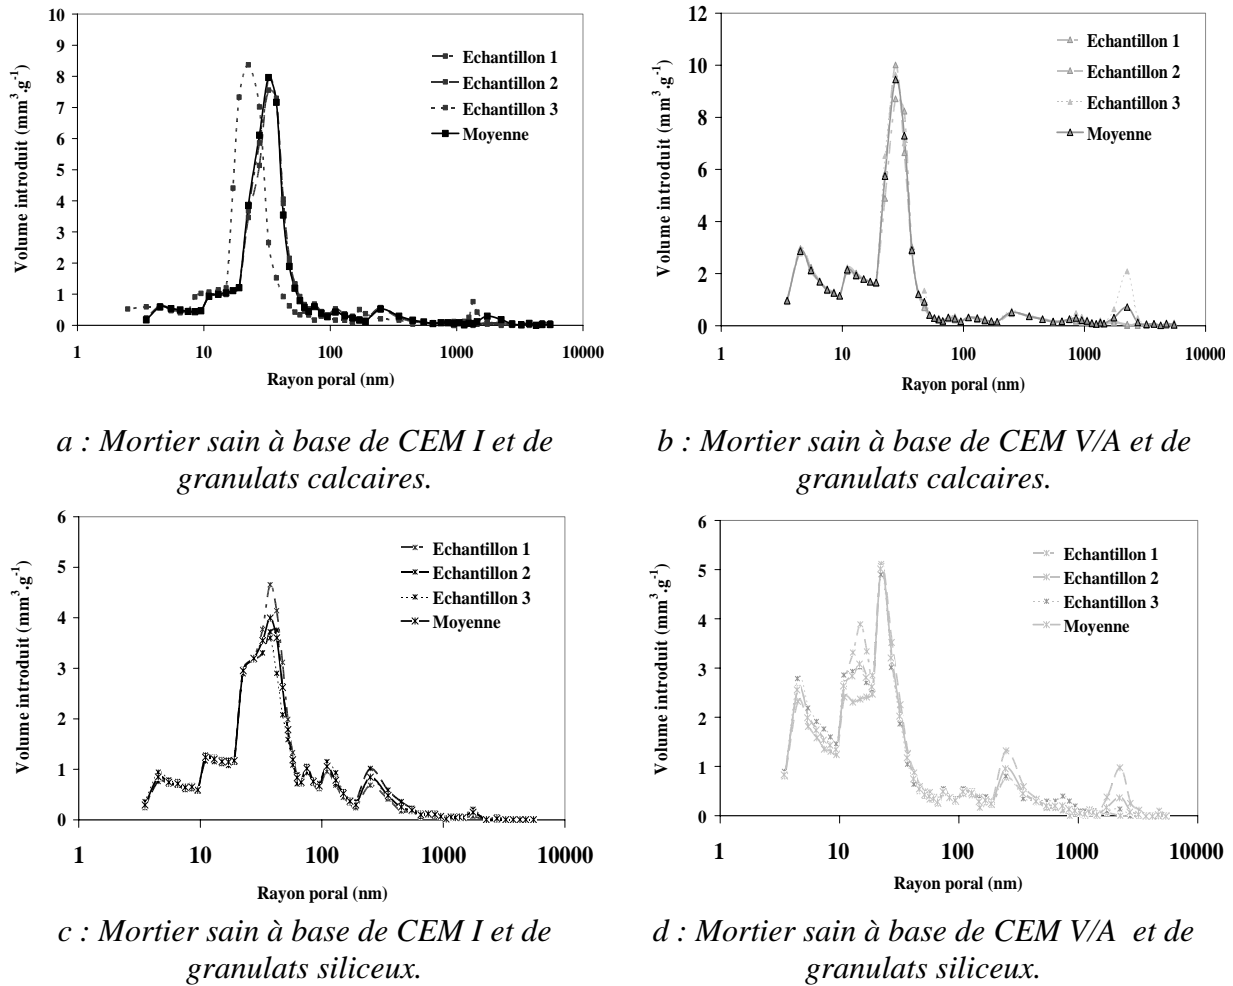 10
9
8
7
6
5
4
3
2
1
0
Volume introduit (mm³.g⁻¹)
Echantillon 1
Echantillon 2
Echantillon 3
Moyenne
1 10 100 1000 10000
Rayon poral (nm)
a : Mortier sain à base de CEM I et de
granulats calcaires.
12
10
8
6
4
2
0
Volume introduit (mm³.g⁻¹)
Echantillon 1
Echantillon 2
Echantillon 3
Moyenne
1 10 100 1000 10000
Rayon poral (nm)
b : Mortier sain à base de CEM V/A et de
granulats calcaires.
6
5
4
3
2
1
0
Volume introduit (mm³.g⁻¹)
Echantillon 1
Echantillon 2
Echantillon 3
Moyenne
1 10 100 1000 10000
Rayon poral (nm)
c : Mortier sain à base de CEM I et de
granulats siliceux.
6
5
4
3
2
1
0
Volume introduit (mm³.g⁻¹)
Echantillon 1
Echantillon 2
Echantillon 3
Moyenne
1 10 100 1000 10000
Rayon poral (nm)
d : Mortier sain à base de CEM V/A et de
granulats siliceux.